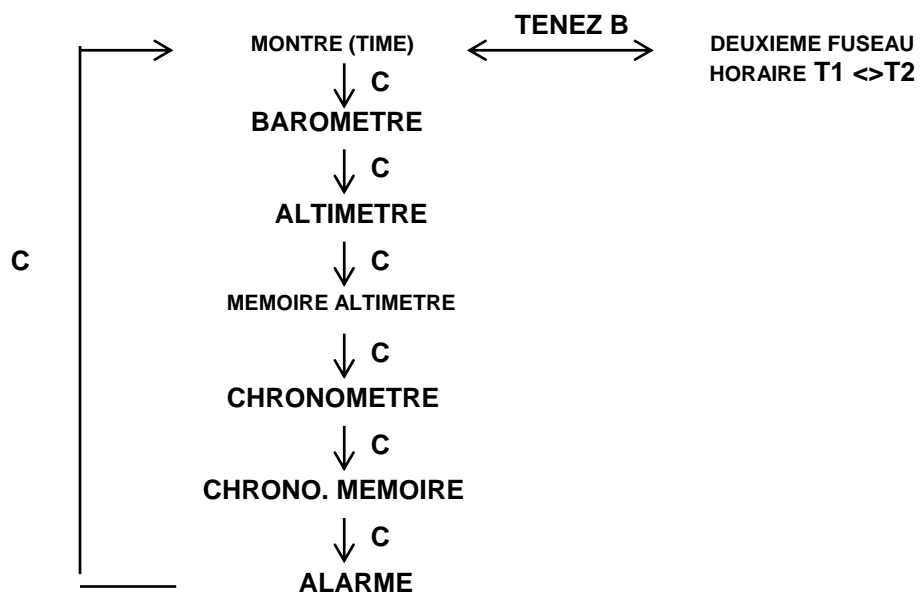 TENEZ B
MONTRE (TIME)
DEUXIEME FUSEAU
HORAIRE T1 <>T2
C
BAROMETRE
C
ALTIMETRE
C
C
MEMOIRE ALTIMETRE
C
CHRONOMETRE
C
CHRONO. MEMOIRE
C
ALARME